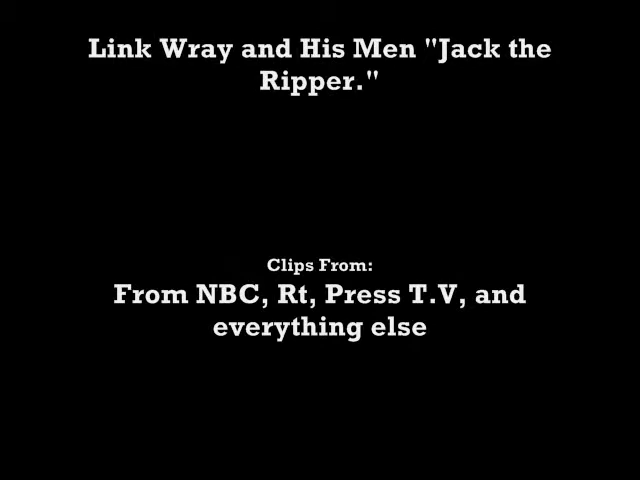 Link Wray and His Men "Jack the
Ripper."
Clips From:
From NBC, Rt, Press T.V, and
everything else